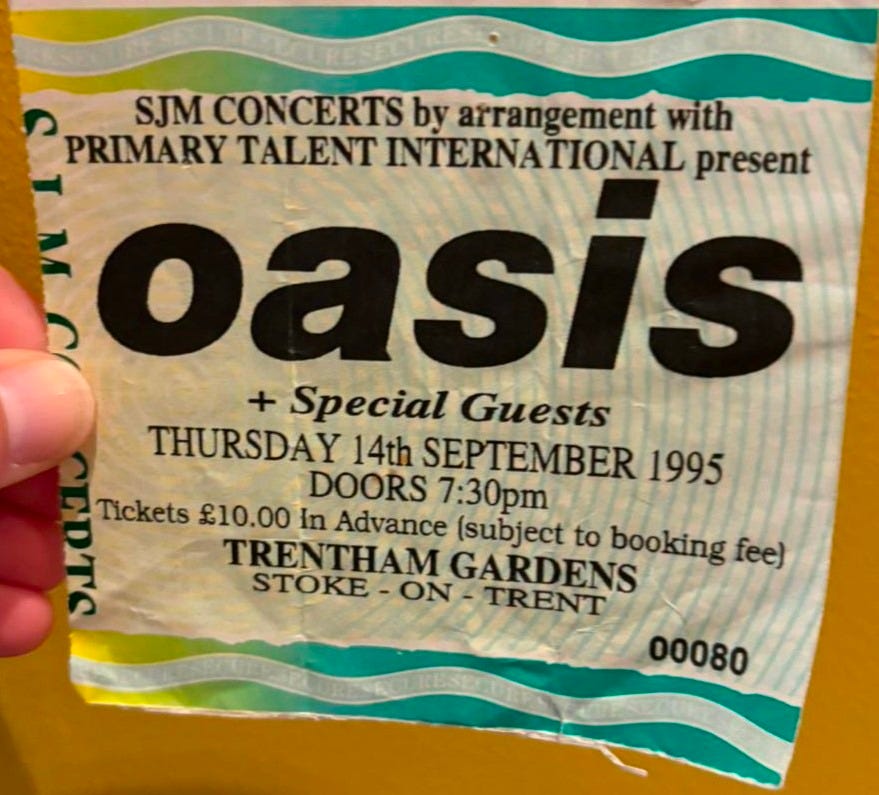 SJM CONCERTS by arrangement with
PRIMARY TALENT INTERNATIONAL present
oasis
+ Special Guests
THURSDAY 14th SEPTEMBER 1995
DOORS 7:30pm
Tickets £10.00 In Advance (subject to booking fee)
TRENTHAM GARDENS
STOKE - ON - TRENT
00080